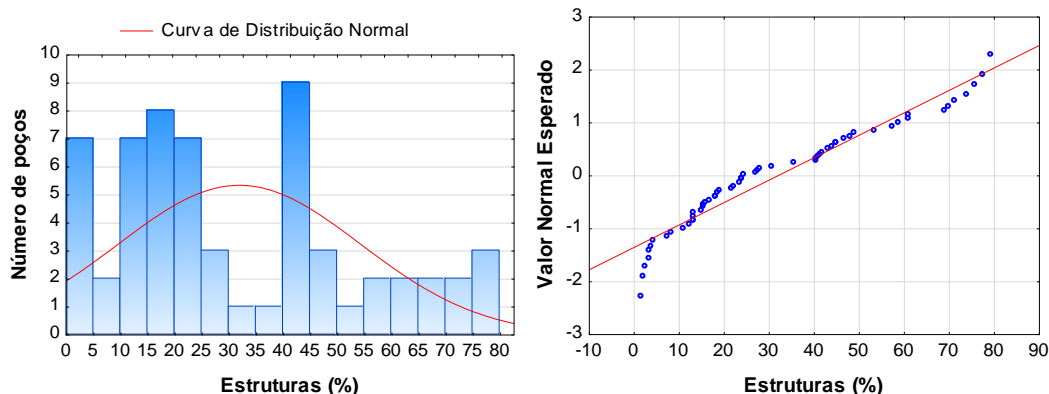 Curva de Distribuição Normal
Número de poços
10
9
8
7
6
5
4
3
2
1
0
0 5 10 15 20 25 30 35 40 45 50 55 60 65 70 75 80
Estruturas (%)
Valor Normal Esperado
3
2
1
0
-1
-2
-3
-10 0 10 20 30 40 50 60 70 80 90
Estruturas (%)